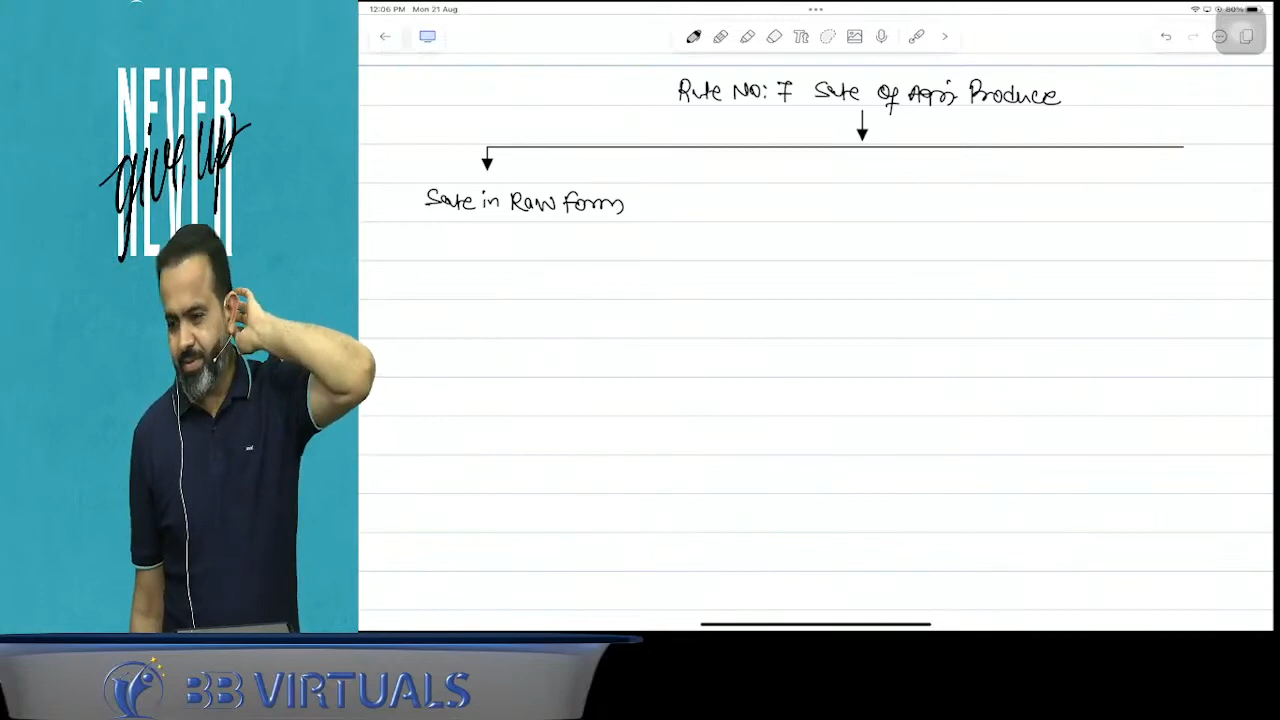 12:06 PM Mon 21 Aug
80%
NEVER
give up
NEVER
Rule No: 7 Sale of Agri Produce
Sale in Raw form
BB VIRTUALS